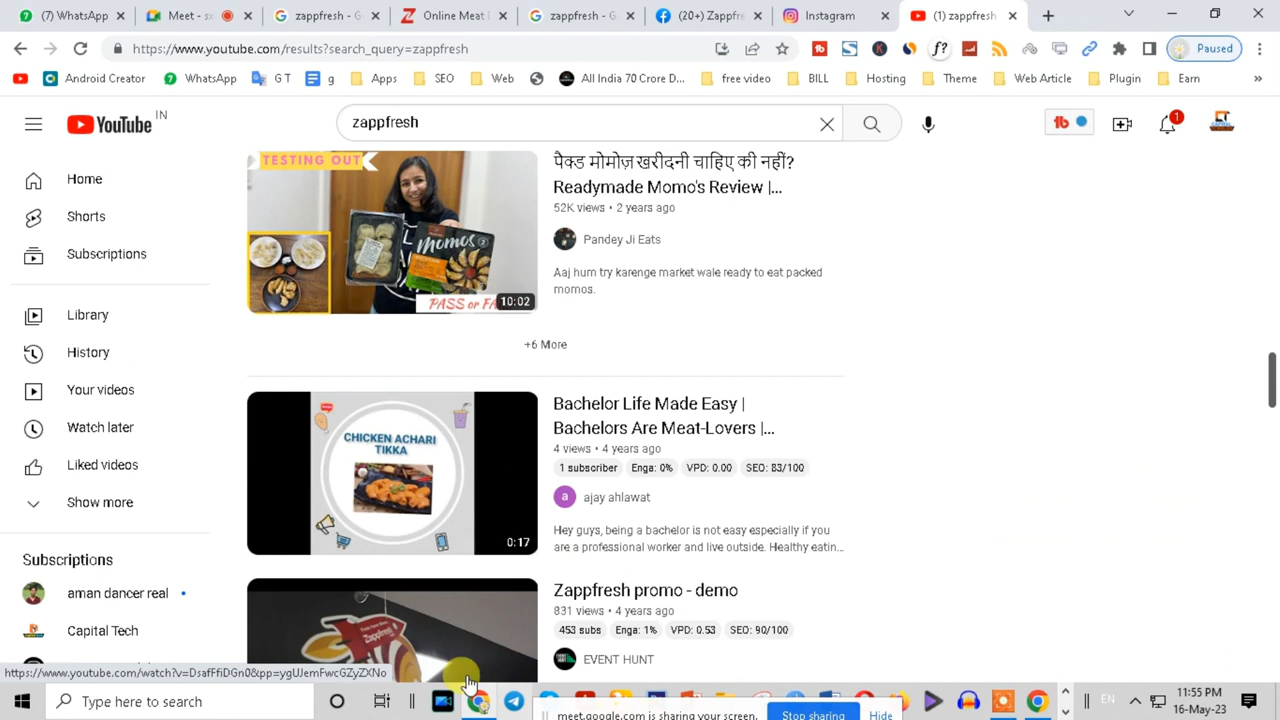 (7) WhatsApp
Meet - s
zappfresh - G
Online Meat D
zappfresh - G
(20+) Zappfre
Instagram
(1) zappfresh
https://www.youtube.com/results?search_query=zappfresh
Paused
Android Creator
WhatsApp
G T
g
Apps
SEO
Web
All India 70 Crore D...
free video
BILL
Hosting
Theme
Web Article
Plugin
Earn
YouTube IN
zappfresh
1
Home
Shorts
Subscriptions
Library
History
Your videos
Watch later
Liked videos
Show more
Subscriptions
aman dancer real
Capital Tech
TESTING OUT
Momos
PASS or FA
10:02
पैक्ड मोमोज़ खरीदनी चाहिए की नहीं?
Readymade Momo's Review |...
52K views • 2 years ago
Pandey Ji Eats
Aaj hum try karenge market wale ready to eat packed
momos.
+6 More
CHICKEN ACHARI
TIKKA
0:17
Bachelor Life Made Easy |
Bachelors Are Meat-Lovers |...
4 views • 4 years ago
1 subscriber Enga: 0% VPD: 0.00 SEO: 83/100
a ajay ahlawat
Hey guys, being a bachelor is not easy especially if you
are a professional worker and live outside. Healthy eatin...
Zappfresh
Zappfresh promo - demo
831 views • 4 years ago
453 subs Enga: 1% VPD: 0.53 SEO: 90/100
EVENT HUNT
https://www.youtube.com/watch?v=DsafFfiDGn0&pp=ygUJemFwcGZyZXNo
Type here to search
meet.google.com is sharing your screen.
Stop sharing
Hide
EN
11:55 PM
16-May-23